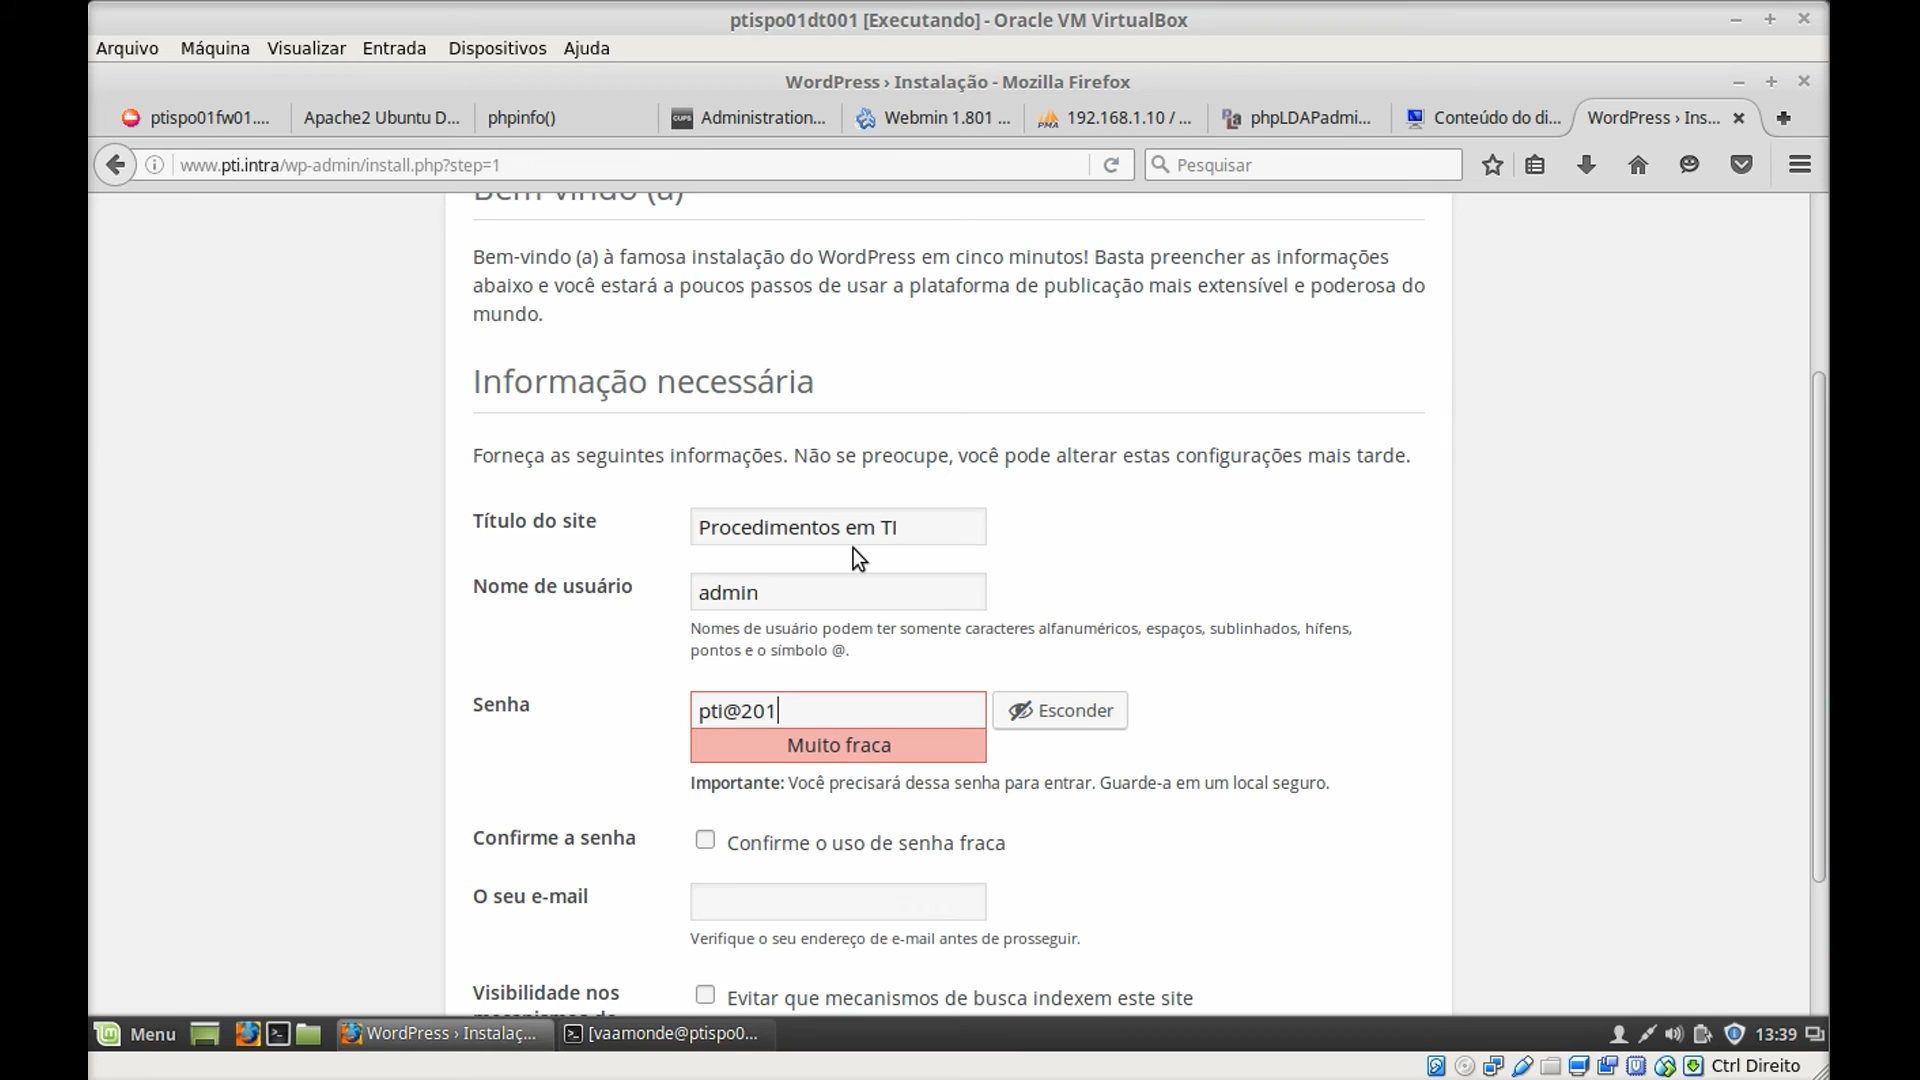 ptispo01dt001 [Executando] - Oracle VM VirtualBox
Arquivo Máquina Visualizar Entrada Dispositivos Ajuda
WordPress › Instalação - Mozilla Firefox
ptispo01fw01.... Apache2 Ubuntu D... phpinfo() CUPS Administration... Webmin 1.801 ... PMA 192.168.1.10 / ... phpLDAPadmi... Conteúdo do di... WordPress › Ins...
www.pti.intra/wp-admin/install.php?step=1 Pesquisar
Bem-vindo (a)
Bem-vindo (a) à famosa instalação do WordPress em cinco minutos! Basta preencher as informações
abaixo e você estará a poucos passos de usar a plataforma de publicação mais extensível e poderosa do
mundo.
Informação necessária
Forneça as seguintes informações. Não se preocupe, você pode alterar estas configurações mais tarde.
Título do site Procedimentos em TI
Nome de usuário admin
Nomes de usuário podem ter somente caracteres alfanuméricos, espaços, sublinhados, hífens,
pontos e o símbolo @.
Senha pti@201 Esconder
Muito fraca
Importante: Você precisará dessa senha para entrar. Guarde-a em um local seguro.
Confirme a senha Confirme o uso de senha fraca
O seu e-mail
Verifique o seu endereço de e-mail antes de prosseguir.
Visibilidade nos Evitar que mecanismos de busca indexem este site
mecanismos de
Menu WordPress › Instalaç... [vaamonde@ptispo0... 13:39
Ctrl Direito